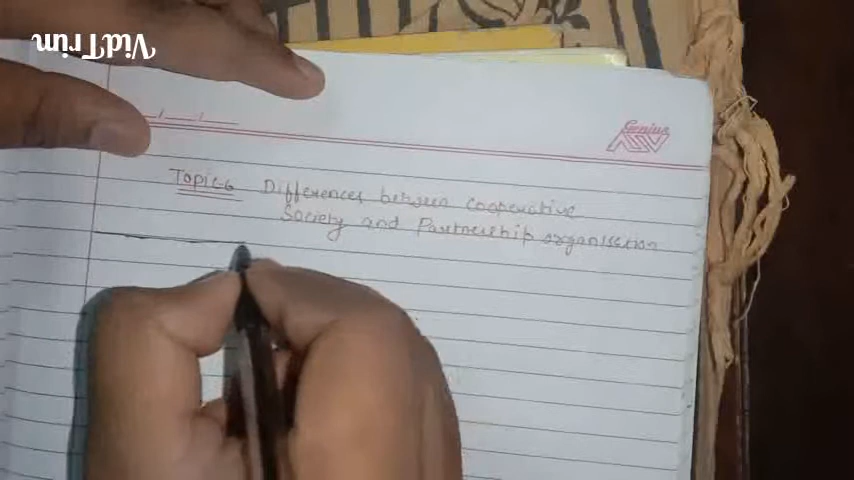 VidTrim
Genius
Topic-6 Differences between Cooperative
Society and Partnership organisation